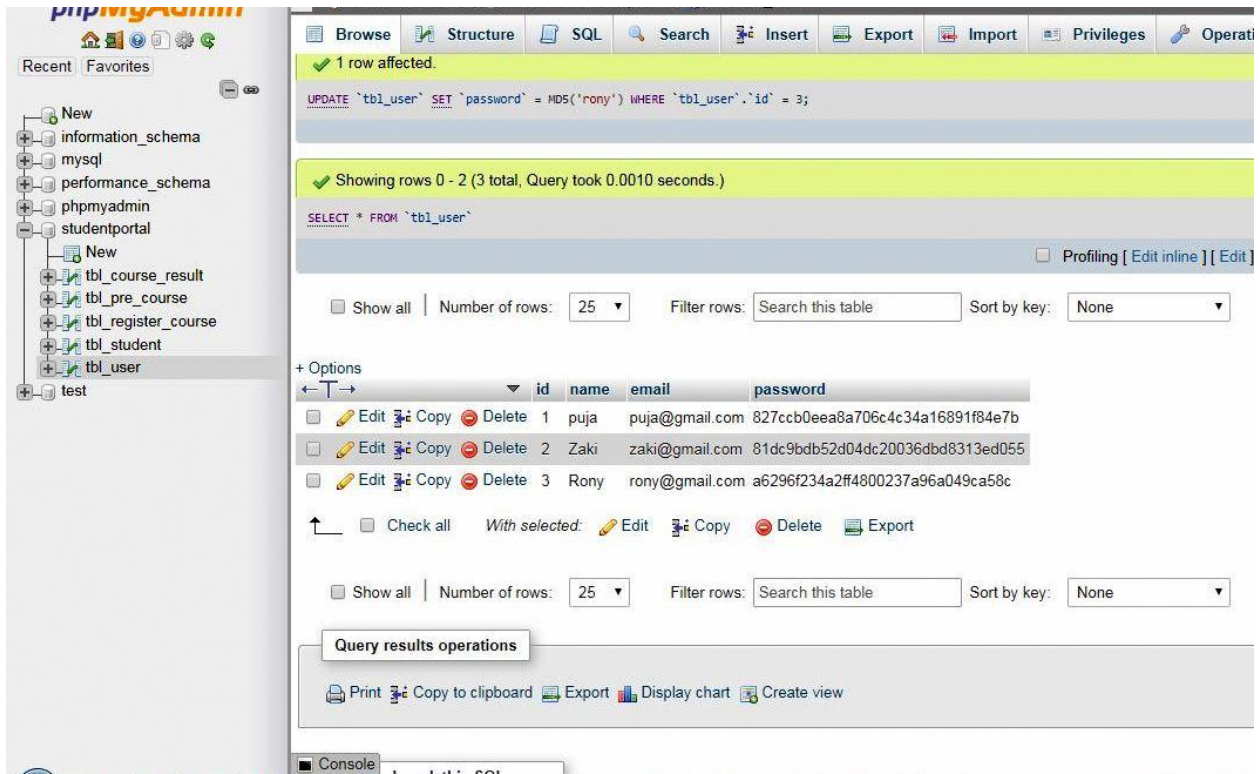 phpMyAdmin
Recent Favorites
New
information_schema
mysql
performance_schema
phpmyadmin
studentportal
New
tbl_course_result
tbl_pre_course
tbl_register_course
tbl_student
tbl_user
test
Browse Structure SQL Search Insert Export Import Privileges Operati
1 row affected.
UPDATE `tbl_user` SET `password` = MD5('rony') WHERE `tbl_user`.`id` = 3;
Showing rows 0 - 2 (3 total, Query took 0.0010 seconds.)
SELECT * FROM `tbl_user`
Profiling [ Edit inline ] [ Edit ]
Show all | Number of rows: 25 Filter rows: Search this table Sort by key: None
+ Options
←T→ id name email password
Edit Copy Delete 1 puja puja@gmail.com 827ccb0eea8a706c4c34a16891f84e7b
Edit Copy Delete 2 Zaki zaki@gmail.com 81dc9bdb52d04dc20036dbd8313ed055
Edit Copy Delete 3 Rony rony@gmail.com a6296f234a2ff4800237a96a049ca58c
Check all With selected: Edit Copy Delete Export
Show all | Number of rows: 25 Filter rows: Search this table Sort by key: None
Query results operations
Print Copy to clipboard Export Display chart Create view
Console